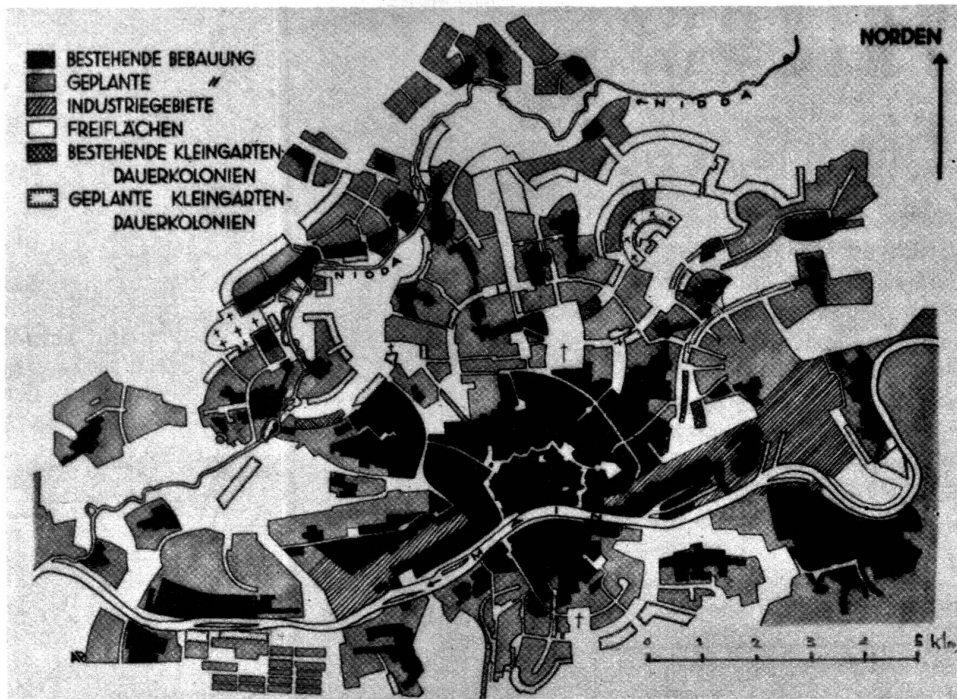 BESTEHENDE BEBAUUNG
GEPLANTE "
INDUSTRIEGEBIETE
FREIFLÄCHEN
BESTEHENDE KLEINGARTEN-
DAUERKOLONIEN
GEPLANTE KLEINGARTEN-
DAUERKOLONIEN
NORDEN
NIDDA
NIDDA
MAIN
0 1 2 3 4 5 klm